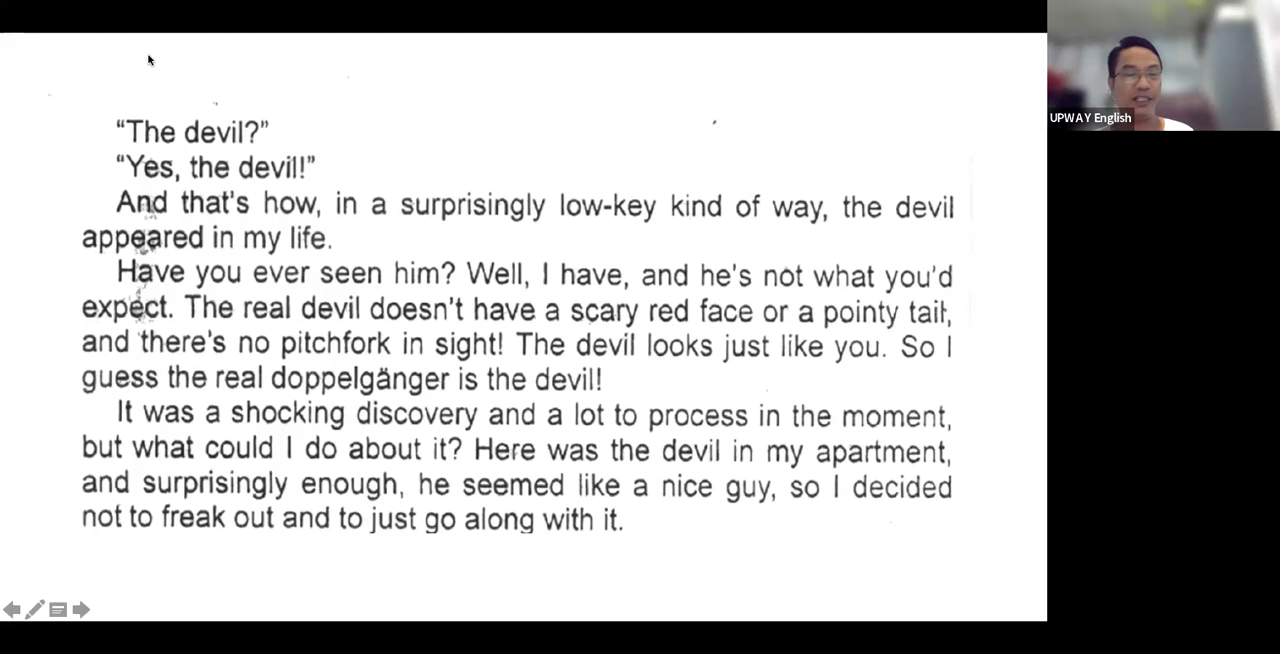 “The devil?”
“Yes, the devil!”
And that's how, in a surprisingly low-key kind of way, the devil
appeared in my life.
Have you ever seen him? Well, I have, and he's not what you'd
expect. The real devil doesn't have a scary red face or a pointy tail,
and there's no pitchfork in sight! The devil looks just like you. So I
guess the real doppelgänger is the devil!
It was a shocking discovery and a lot to process in the moment,
but what could I do about it? Here was the devil in my apartment,
and surprisingly enough, he seemed like a nice guy, so I decided
not to freak out and to just go along with it.
UPWAY English